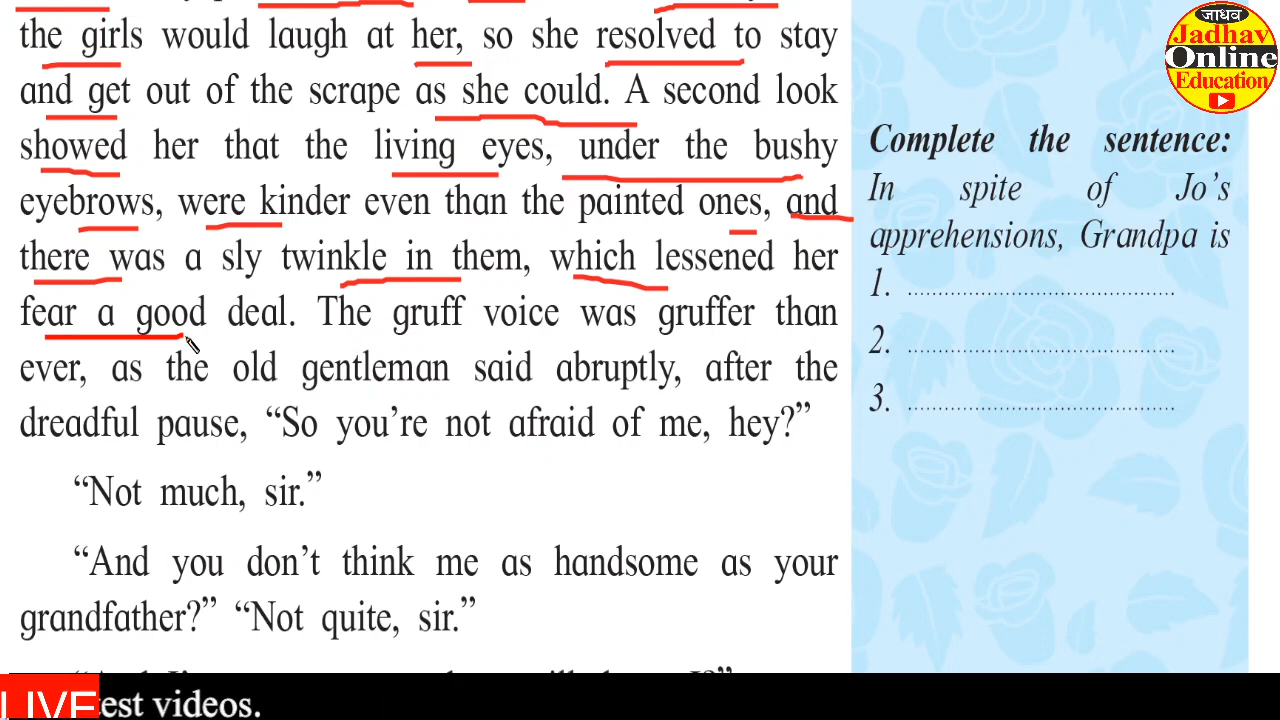 the girls would laugh at her, so she resolved to stay
and get out of the scrape as she could. A second look
showed her that the living eyes, under the bushy
eyebrows, were kinder even than the painted ones, and
there was a sly twinkle in them, which lessened her
fear a good deal. The gruff voice was gruffer than
ever, as the old gentleman said abruptly, after the
dreadful pause, “So you’re not afraid of me, hey?”
“Not much, sir.”
“And you don’t think me as handsome as your
grandfather?” “Not quite, sir.”
जाधव
Jadhav
Online
Education
Complete the sentence:
In spite of Jo’s
apprehensions, Grandpa is
1. ............................................
2. ............................................
3. ............................................
LIVE test videos.